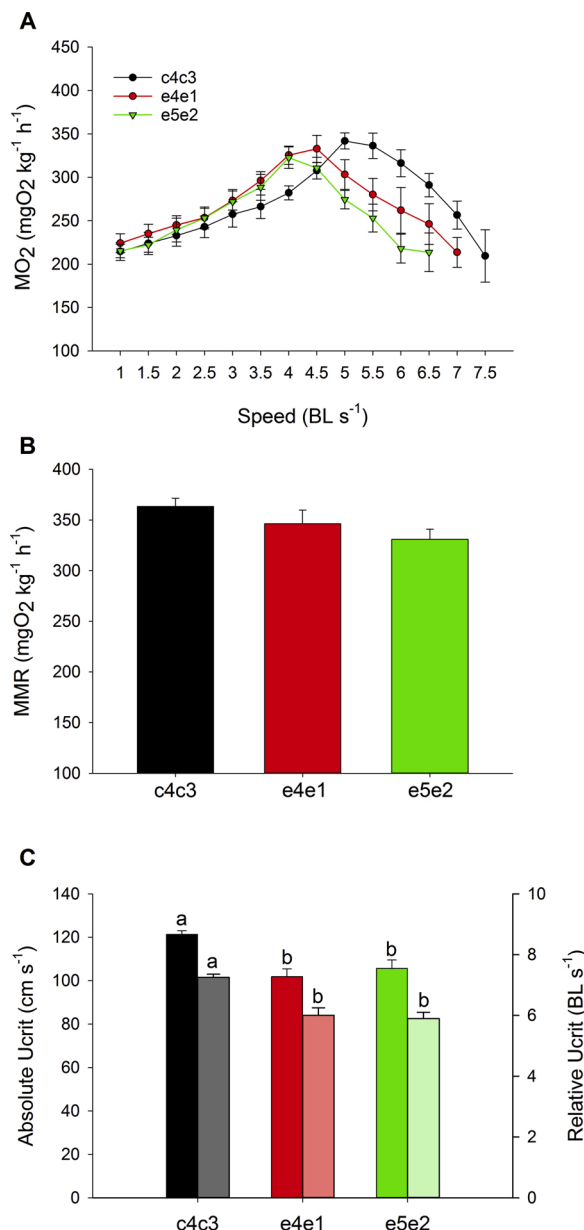 A
450
400
350
300
250
200
150
100
MO2 (mgO2 kg-1 h-1)
c4c3
e4e1
e5e2
1 1.5 2 2.5 3 3.5 4 4.5 5 5.5 6 6.5 7 7.5
Speed (BL s-1)
B
400
350
300
250
200
150
100
MMR (mgO2 kg-1 h-1)
c4c3 e4e1 e5e2
C
140
120
100
80
60
40
20
0
Absolute Ucrit (cm s-1)
a
a
b
b
b
b
10
8
6
4
2
0
Relative Ucrit (BL s-1)
c4c3 e4e1 e5e2